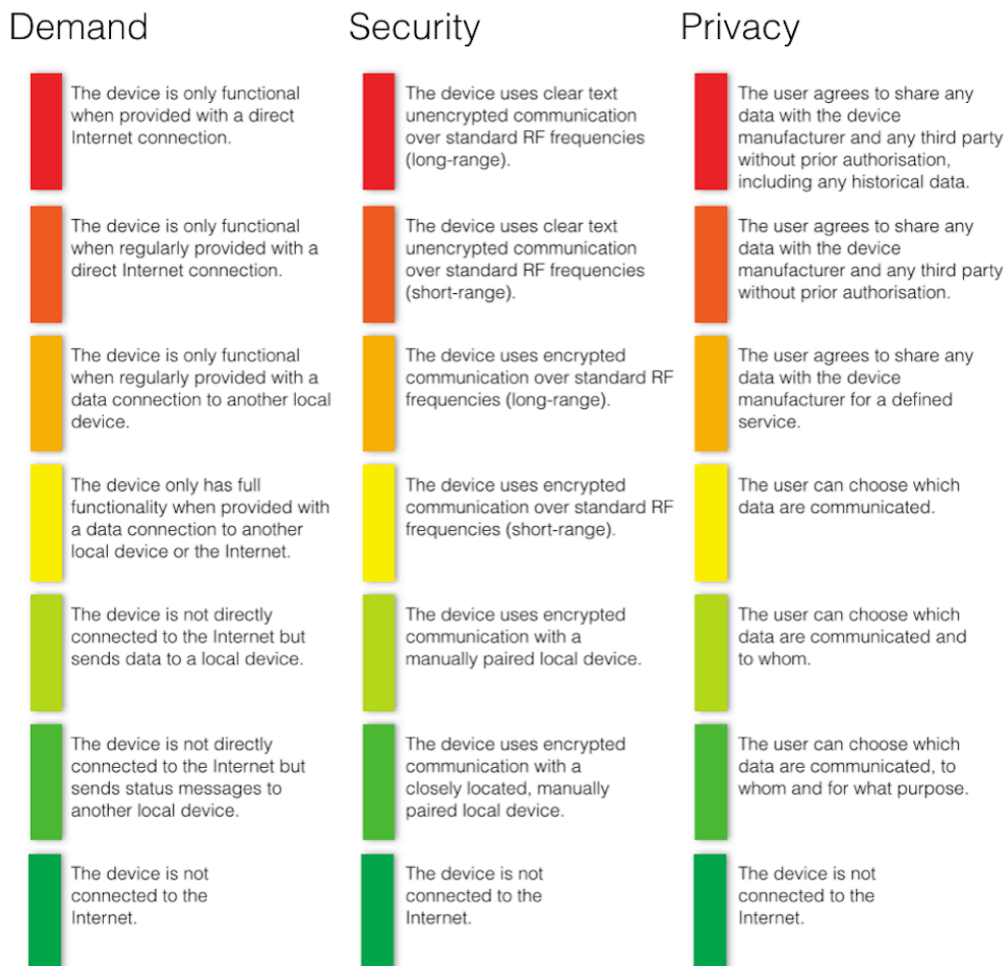 Demand
The device is only functional
when provided with a direct
Internet connection.
The device is only functional
when regularly provided with a
direct Internet connection.
The device is only functional
when regularly provided with a
data connection to another local
device.
The device only has full
functionality when provided with
a data connection to another
local device or the Internet.
The device is not directly
connected to the Internet but
sends data to a local device.
The device is not directly
connected to the Internet but
sends status messages to
another local device.
The device is not
connected to the
Internet.
Security
The device uses clear text
unencrypted communication
over standard RF frequencies
(long-range).
The device uses clear text
unencrypted communication
over standard RF frequencies
(short-range).
The device uses encrypted
communication over standard RF
frequencies (long-range).
The device uses encrypted
communication over standard RF
frequencies (short-range).
The device uses encrypted
communication with a
manually paired local device.
The device uses encrypted
communication with a
closely located, manually
paired local device.
The device is not
connected to the
Internet.
Privacy
The user agrees to share any
data with the device
manufacturer and any third party
without prior authorisation,
including any historical data.
The user agrees to share any
data with the device
manufacturer and any third party
without prior authorisation.
The user agrees to share any
data with the device
manufacturer for a defined
service.
The user can choose which
data are communicated.
The user can choose which
data are communicated and
to whom.
The user can choose which
data are communicated, to
whom and for what purpose.
The device is not
connected to the
Internet.